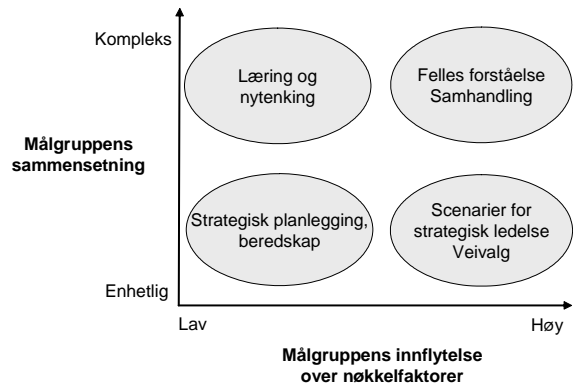 Kompleks
Læring og
nytenking
Felles forståelse
Samhandling
Målgruppens
sammensetning
Strategisk planlegging,
beredskap
Scenarier for
strategisk ledelse
Veivalg
Enhetlig
Lav
Høy
Målgruppens innflytelse
over nøkkelfaktorer